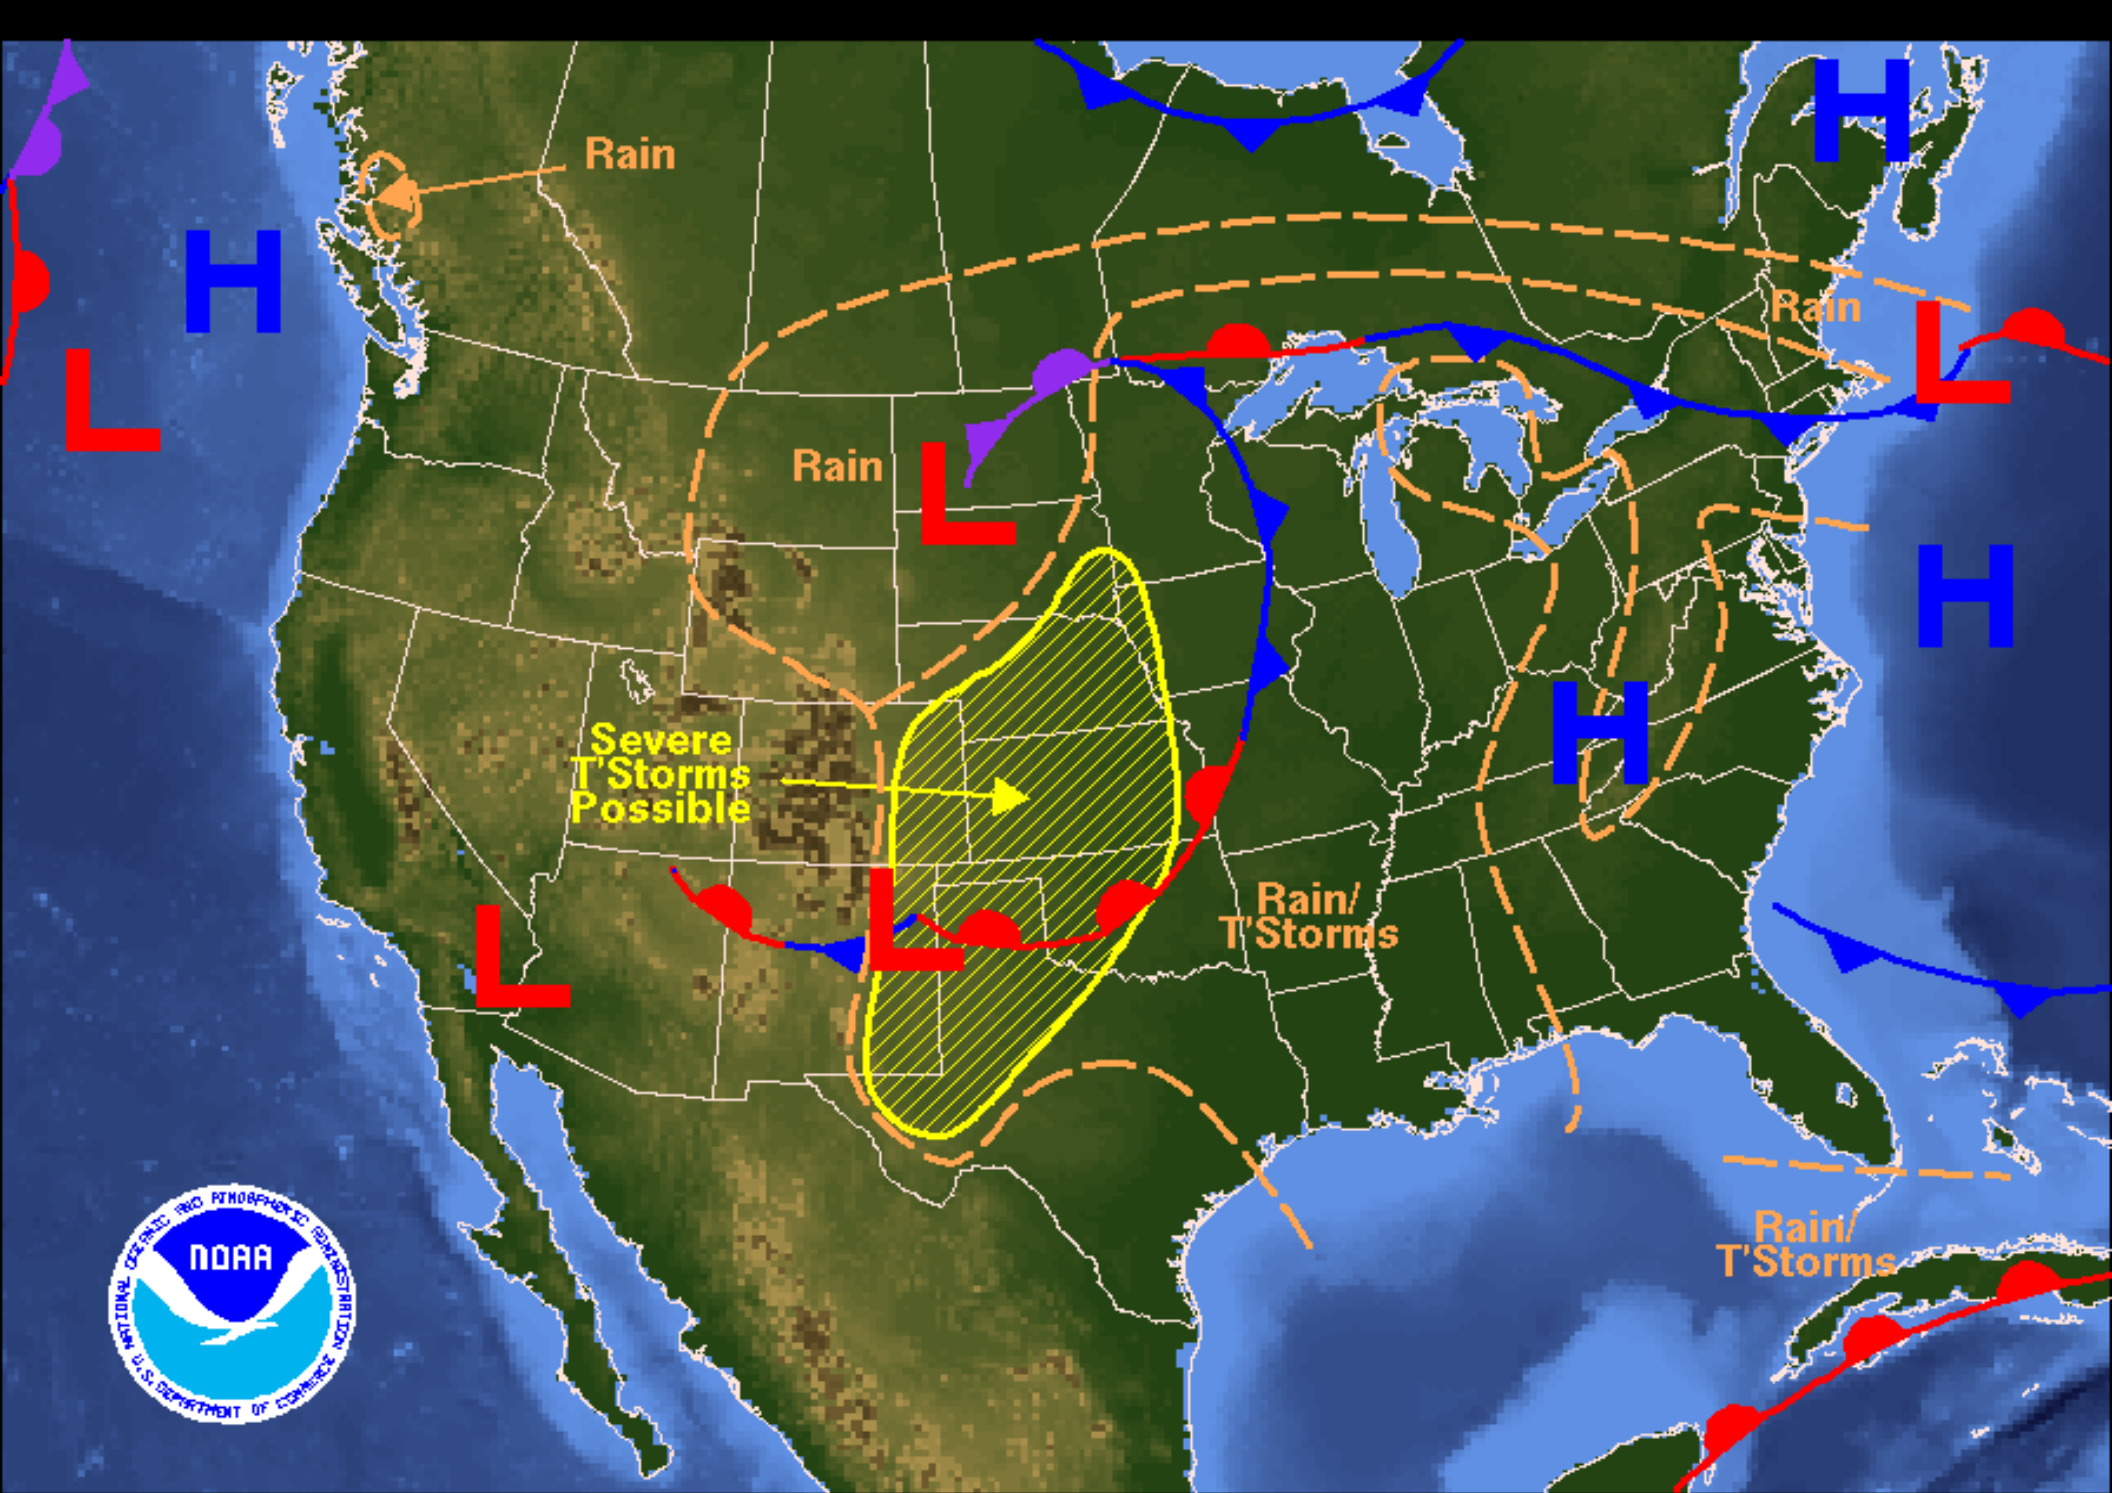 H
Rain
H
Rain
L
L
Rain
L
H
H
Severe
T'Storms
Possible
L
Rain/
T'Storms
L
Rain/
T'Storms
NATIONAL OCEANIC AND ATMOSPHERIC ADMINISTRATION
NOAA
U.S. DEPARTMENT OF COMMERCE